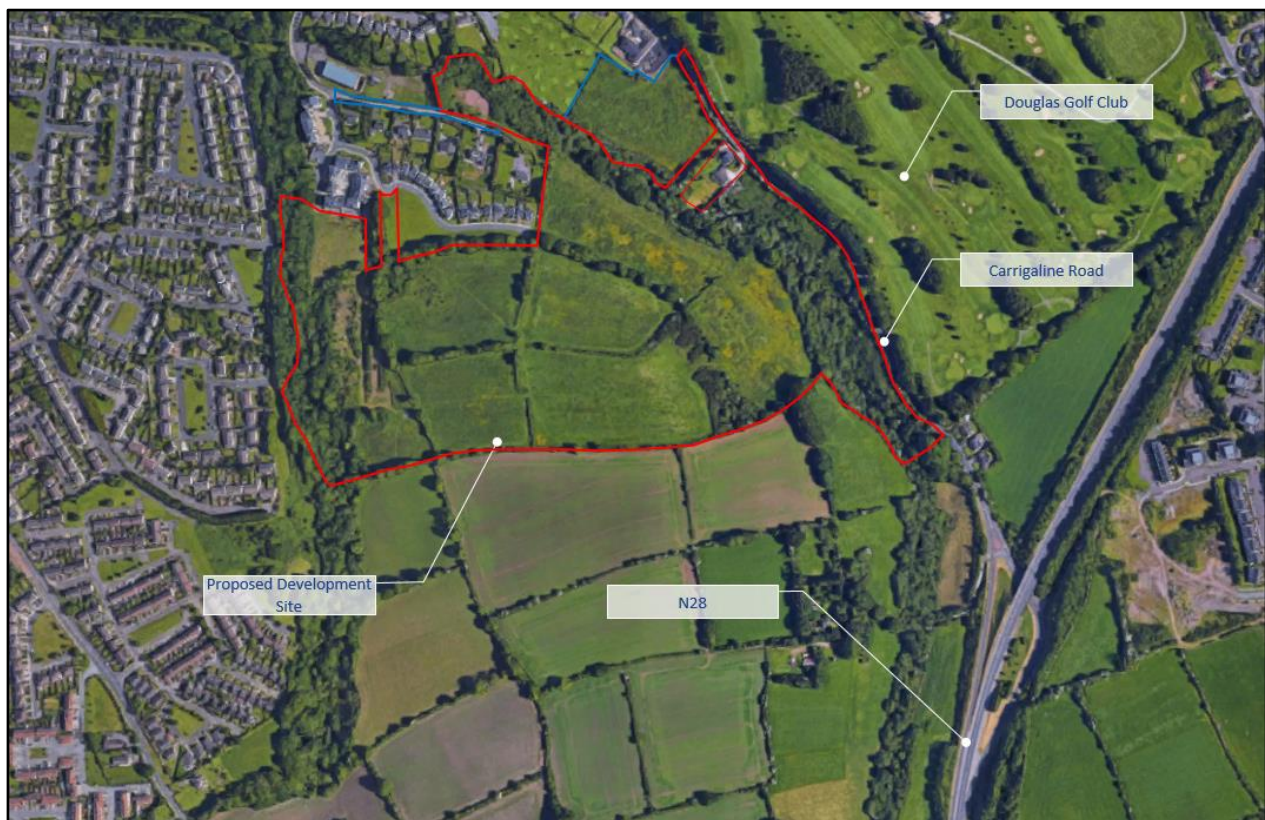 Douglas Golf Club
Carrigaline Road
Proposed Development
Site
N28